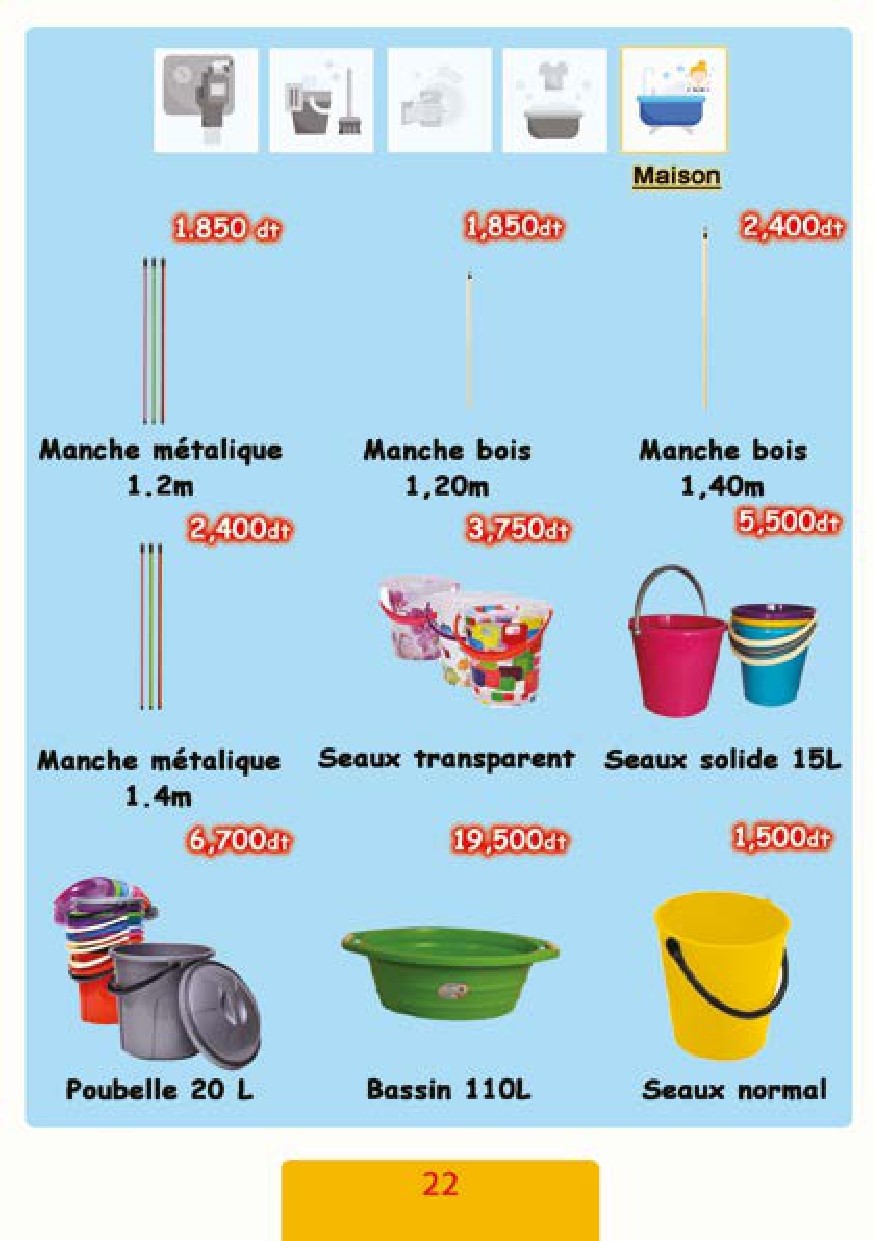 Maison
1.850 dt
1,850dt
2,400dt
Manche métalique
1.2m
Manche bois
1,20m
Manche bois
1,40m
2,400dt
3,750dt
5,500dt
Manche métalique
1.4m
Seaux transparent
Seaux solide 15L
6,700dt
19,500dt
1,500dt
Poubelle 20 L
Bassin 110L
Seaux normal
22